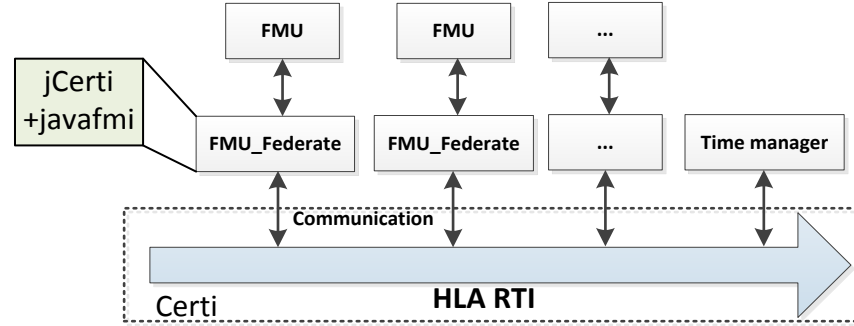 FMU
FMU
...
jCerti
+javafmi
FMU_Federate
FMU_Federate
...
Time manager
Communication
HLA RTI
Certi